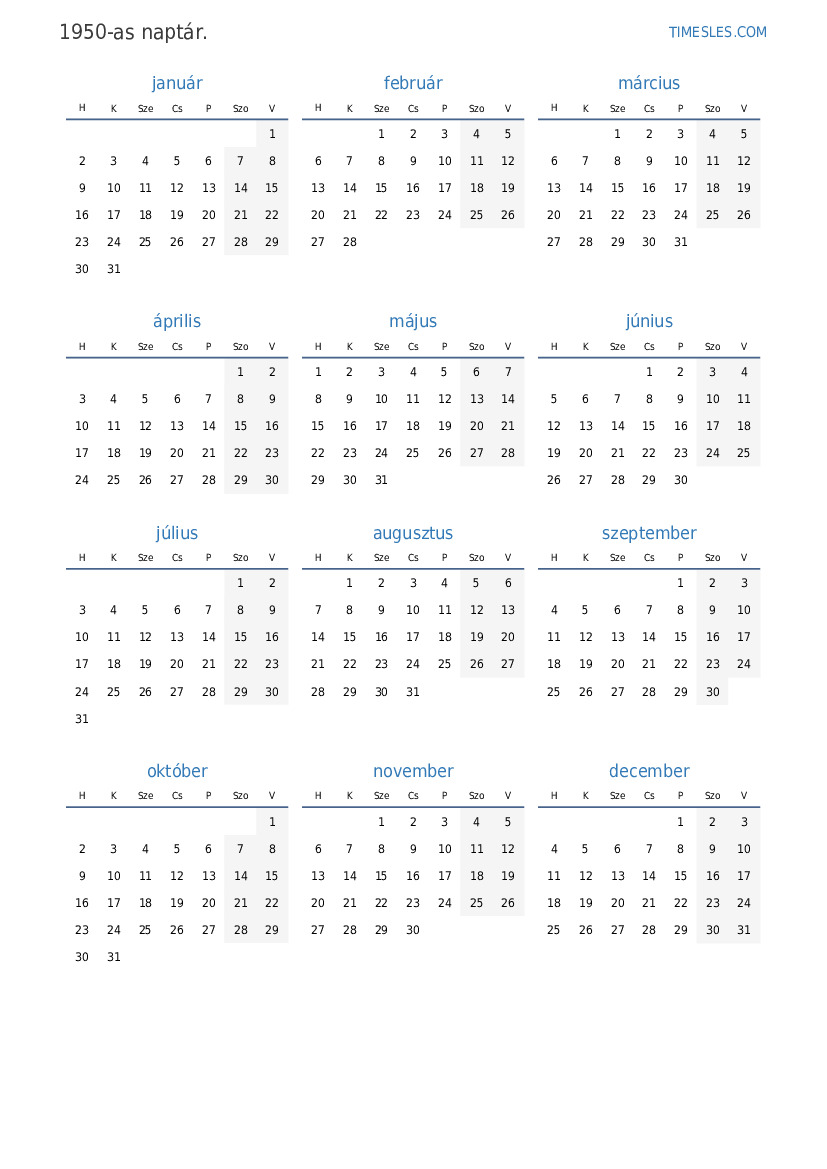 1950-as naptár.
TIMESLES.COM
január február március
H K Sze Cs P Szo V H K Sze Cs P Szo V H K Sze Cs P Szo V
1 1 2 3 4 5 1 2 3 4 5
2 3 4 5 6 7 8 6 7 8 9 10 11 12 6 7 8 9 10 11 12
9 10 11 12 13 14 15 13 14 15 16 17 18 19 13 14 15 16 17 18 19
16 17 18 19 20 21 22 20 21 22 23 24 25 26 20 21 22 23 24 25 26
23 24 25 26 27 28 29 27 28 27 28 29 30 31
30 31
április május június
H K Sze Cs P Szo V H K Sze Cs P Szo V H K Sze Cs P Szo V
1 2 1 2 3 4 5 6 7 1 2 3 4
3 4 5 6 7 8 9 8 9 10 11 12 13 14 5 6 7 8 9 10 11
10 11 12 13 14 15 16 15 16 17 18 19 20 21 12 13 14 15 16 17 18
17 18 19 20 21 22 23 22 23 24 25 26 27 28 19 20 21 22 23 24 25
24 25 26 27 28 29 30 29 30 31 26 27 28 29 30
július augusztus szeptember
H K Sze Cs P Szo V H K Sze Cs P Szo V H K Sze Cs P Szo V
1 2 1 2 3 4 5 6 1 2 3
3 4 5 6 7 8 9 7 8 9 10 11 12 13 4 5 6 7 8 9 10
10 11 12 13 14 15 16 14 15 16 17 18 19 20 11 12 13 14 15 16 17
17 18 19 20 21 22 23 21 22 23 24 25 26 27 18 19 20 21 22 23 24
24 25 26 27 28 29 30 28 29 30 31 25 26 27 28 29 30
31
október november december
H K Sze Cs P Szo V H K Sze Cs P Szo V H K Sze Cs P Szo V
1 1 2 3 4 5 1 2 3
2 3 4 5 6 7 8 6 7 8 9 10 11 12 4 5 6 7 8 9 10
9 10 11 12 13 14 15 13 14 15 16 17 18 19 11 12 13 14 15 16 17
16 17 18 19 20 21 22 20 21 22 23 24 25 26 18 19 20 21 22 23 24
23 24 25 26 27 28 29 27 28 29 30 25 26 27 28 29 30 31
30 31